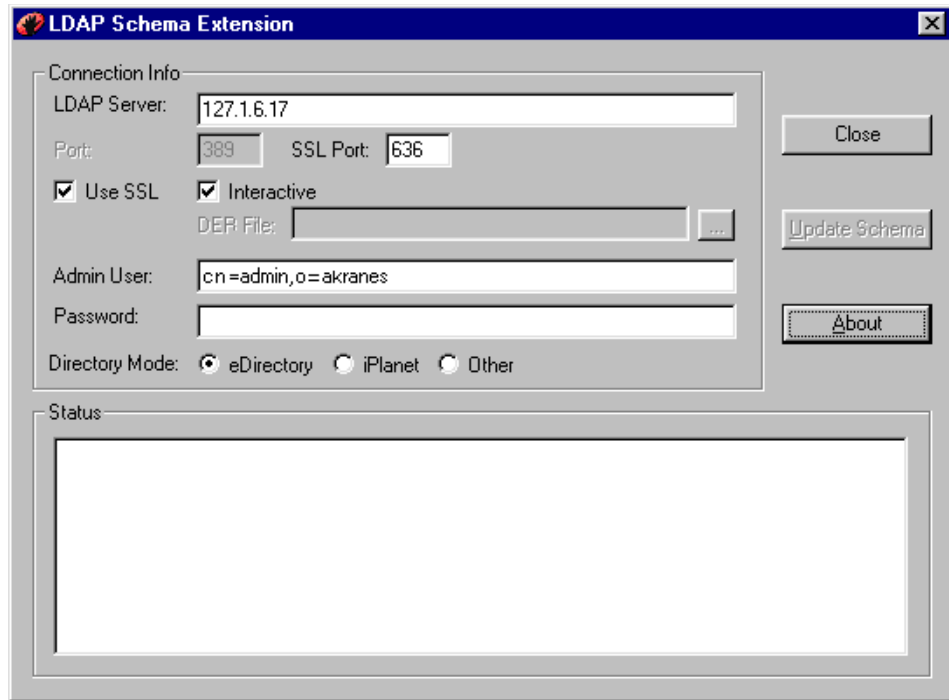 LDAP Schema Extension
Connection Info
LDAP Server: 127.1.6.17
Close
Port: 389 SSL Port: 636
Use SSL Interactive
DER File: ...
Update Schema
Admin User: cn=admin,o=akranes
Password:
About
Directory Mode: eDirectory iPlanet Other
Status